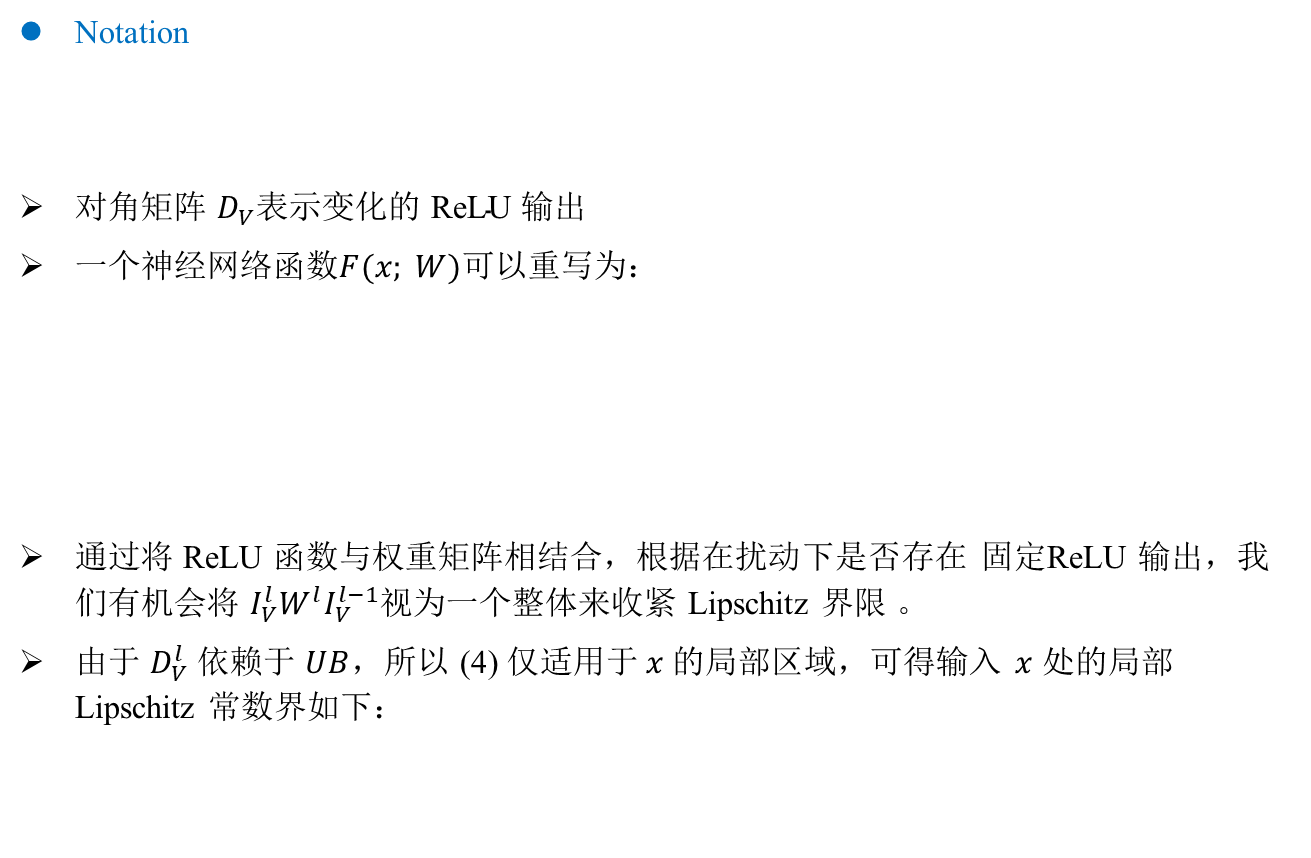 ● Notation
➢ 对角矩阵 D_V表示变化的 ReLU 输出
➢ 一个神经网络函数F(x; W)可以重写为：
➢ 通过将 ReLU 函数与权重矩阵相结合，根据在扰动下是否存在 固定ReLU 输出，我
们有机会将 I_V^l W^l I_V^{l−1}视为一个整体来收紧 Lipschitz 界限 。
➢ 由于 D_V^l 依赖于 UB，所以 (4) 仅适用于 x 的局部区域，可得输入 x 处的局部
Lipschitz 常数界如下：